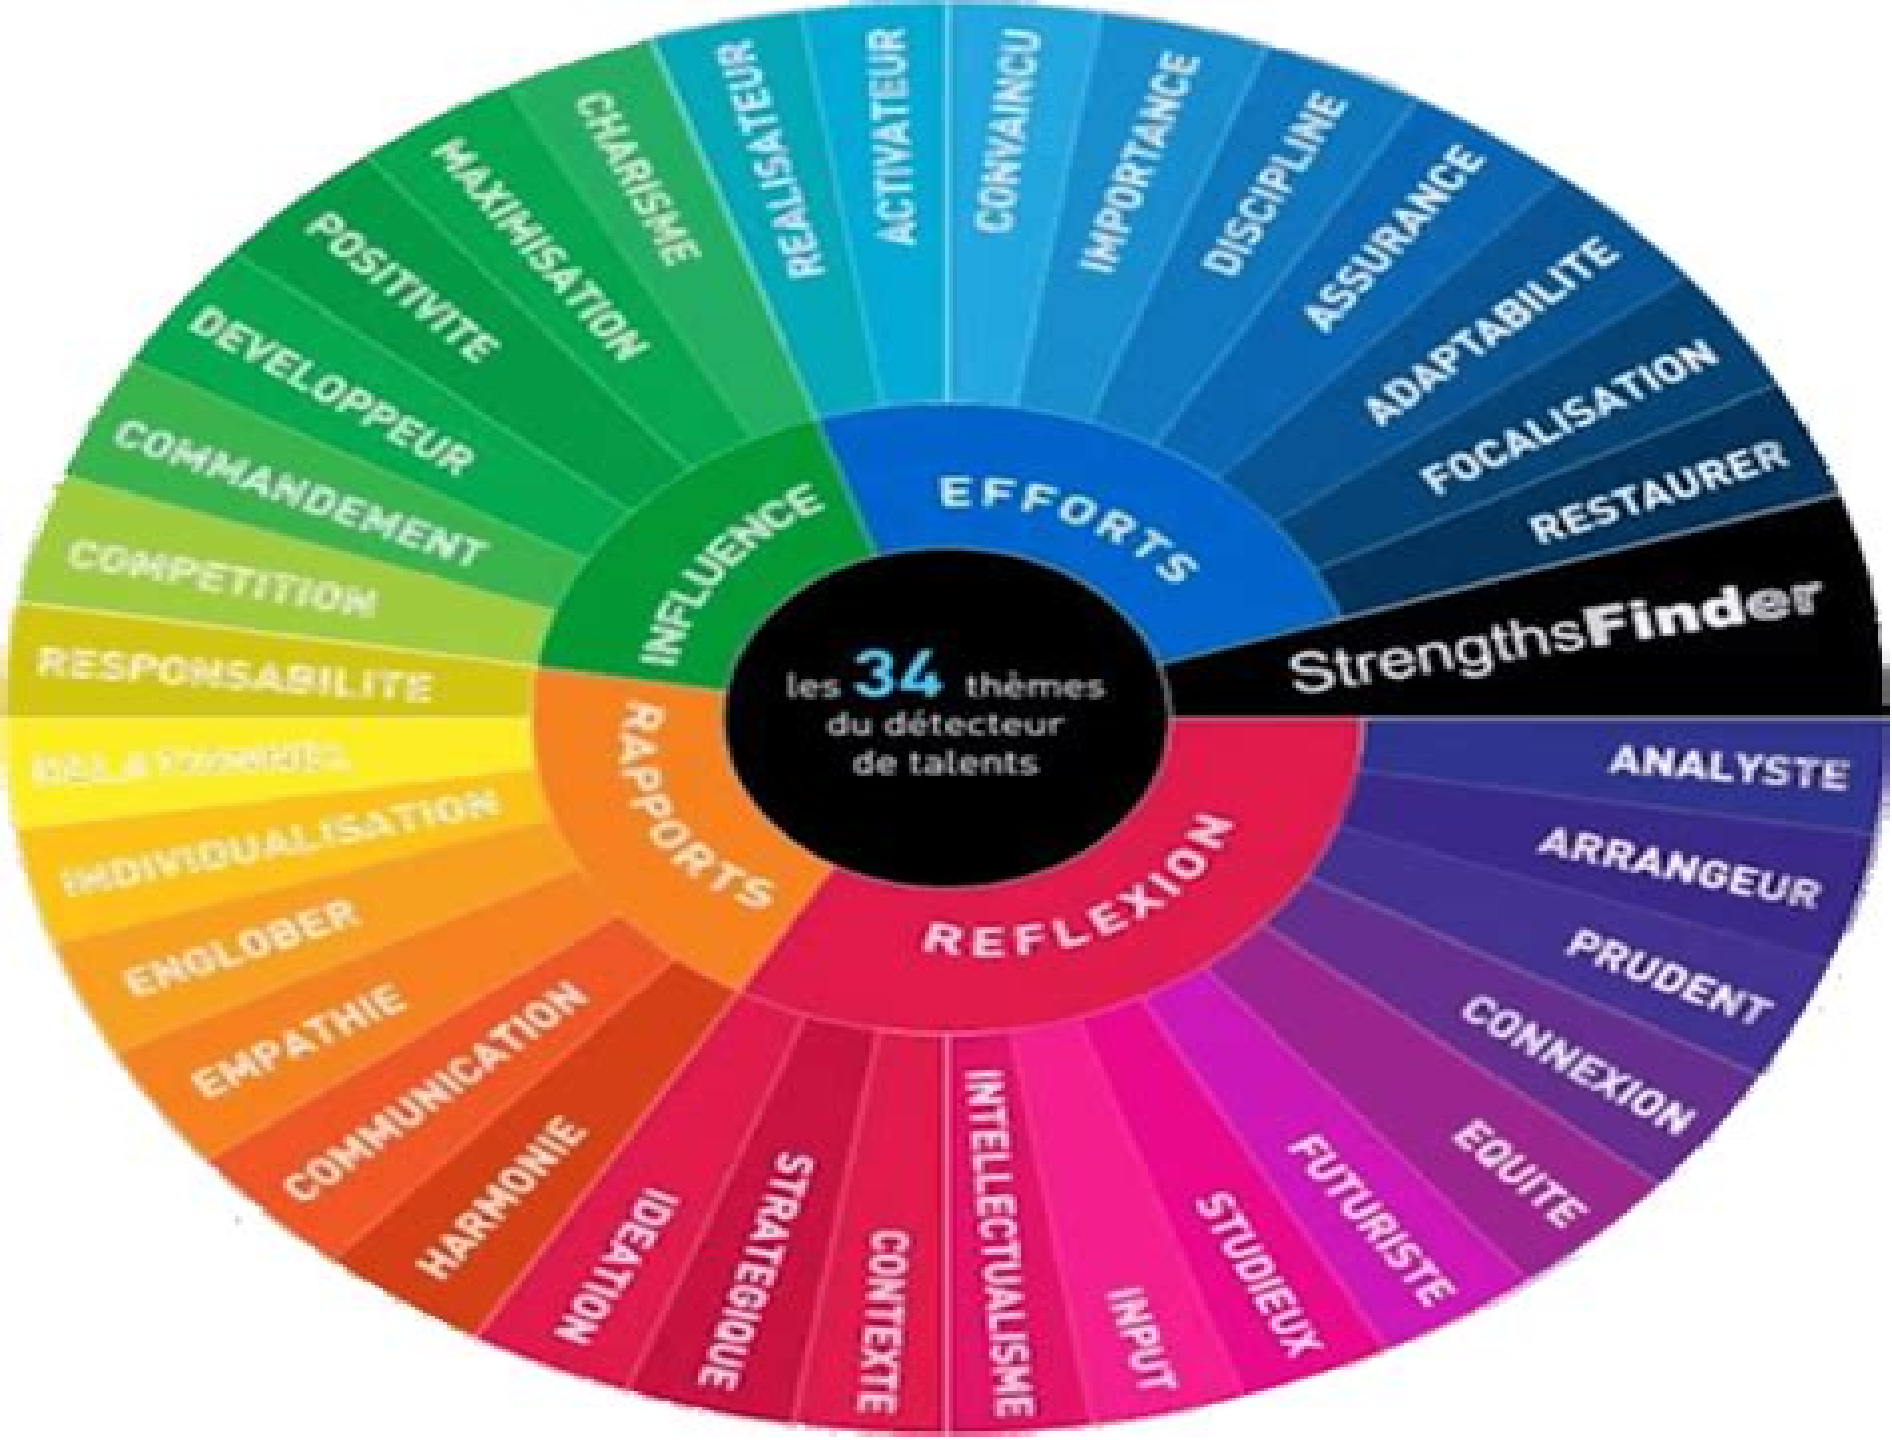 les 34 thèmes
du détecteur
de talents
EFFORTS
REALISATEUR
ACTIVATEUR
CONVAINCU
IMPORTANCE
DISCIPLINE
ASSURANCE
ADAPTABILITE
FOCALISATION
RESTAURER
StrengthsFinder
REFLEXION
ANALYSTE
ARRANGEUR
PRUDENT
CONNEXION
EQUITE
FUTURISTE
STUDIEUX
INPUT
INTELLECTUALISME
CONTEXTE
STRATEGIQUE
IDEATION
RAPPORTS
HARMONIE
COMMUNICATION
EMPATHIE
ENGLOBER
INDIVIDUALISATION
RESPONSABILITE
INFLUENCE
COMPETITION
COMMANDEMENT
DEVELOPPEUR
POSITIVITE
MAXIMISATION
CHARISME